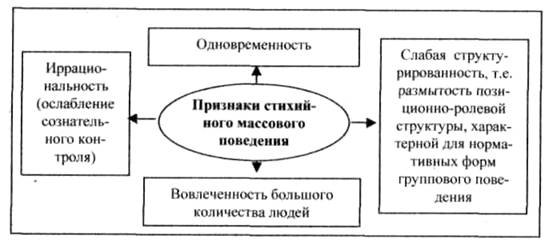 Одновременность
Иррацио-
нальность
(ослабление
сознатель-
ного кон-
троля)
Признаки стихий-
ного массового
поведения
Слабая структу-
рированность, т.е.
размытость пози-
ционно-ролевой
структуры, харак-
терной для норма-
тивных форм
группового пове-
дения
Вовлеченность большого
количества людей